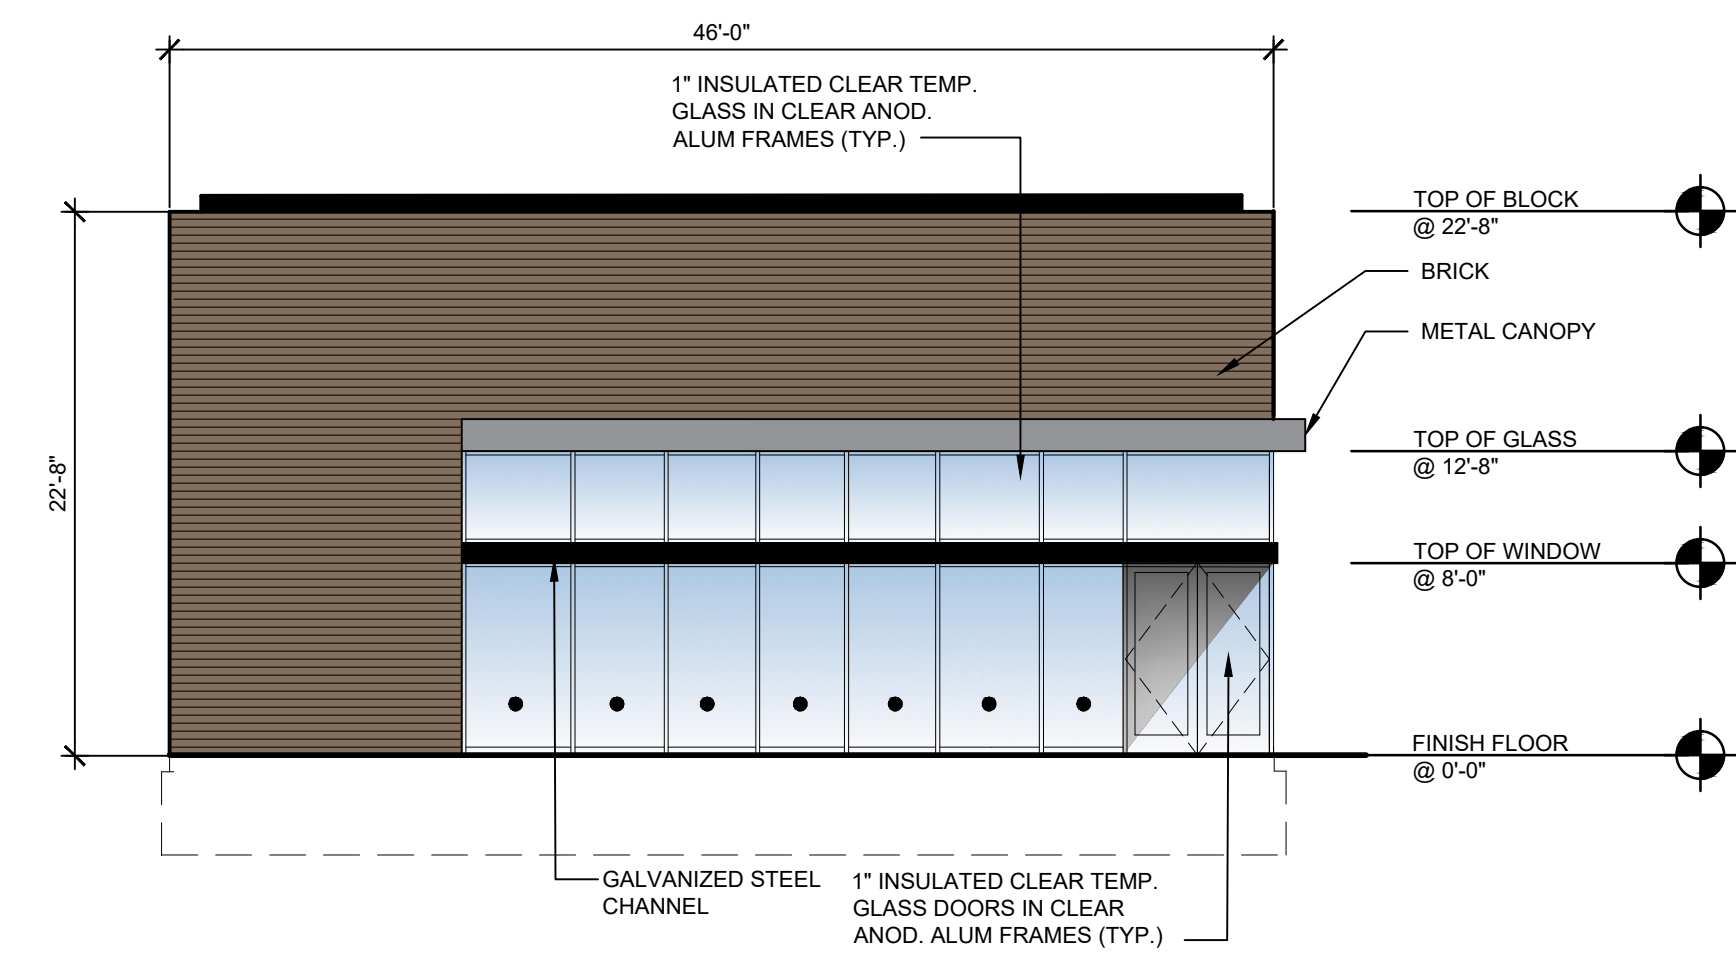 46'-0"
1" INSULATED CLEAR TEMP.
GLASS IN CLEAR ANOD.
ALUM FRAMES (TYP.)
TOP OF BLOCK
@ 22'-8"
BRICK
METAL CANOPY
22'-8"
TOP OF GLASS
@ 12'-8"
TOP OF WINDOW
@ 8'-0"
FINISH FLOOR
@ 0'-0"
GALVANIZED STEEL
CHANNEL
1" INSULATED CLEAR TEMP.
GLASS DOORS IN CLEAR
ANOD. ALUM FRAMES (TYP.)